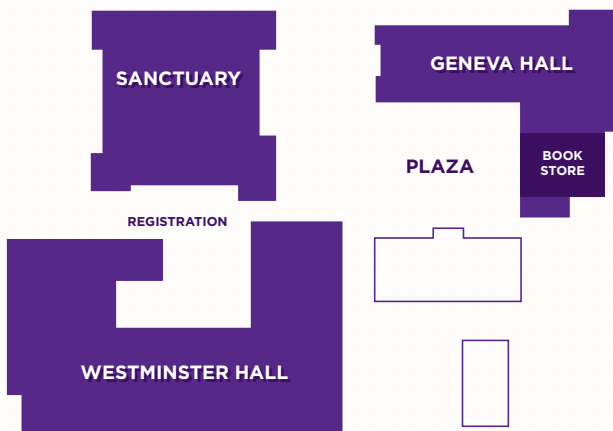 SANCTUARY
GENEVA HALL
PLAZA
BOOK
STORE
REGISTRATION
WESTMINSTER HALL